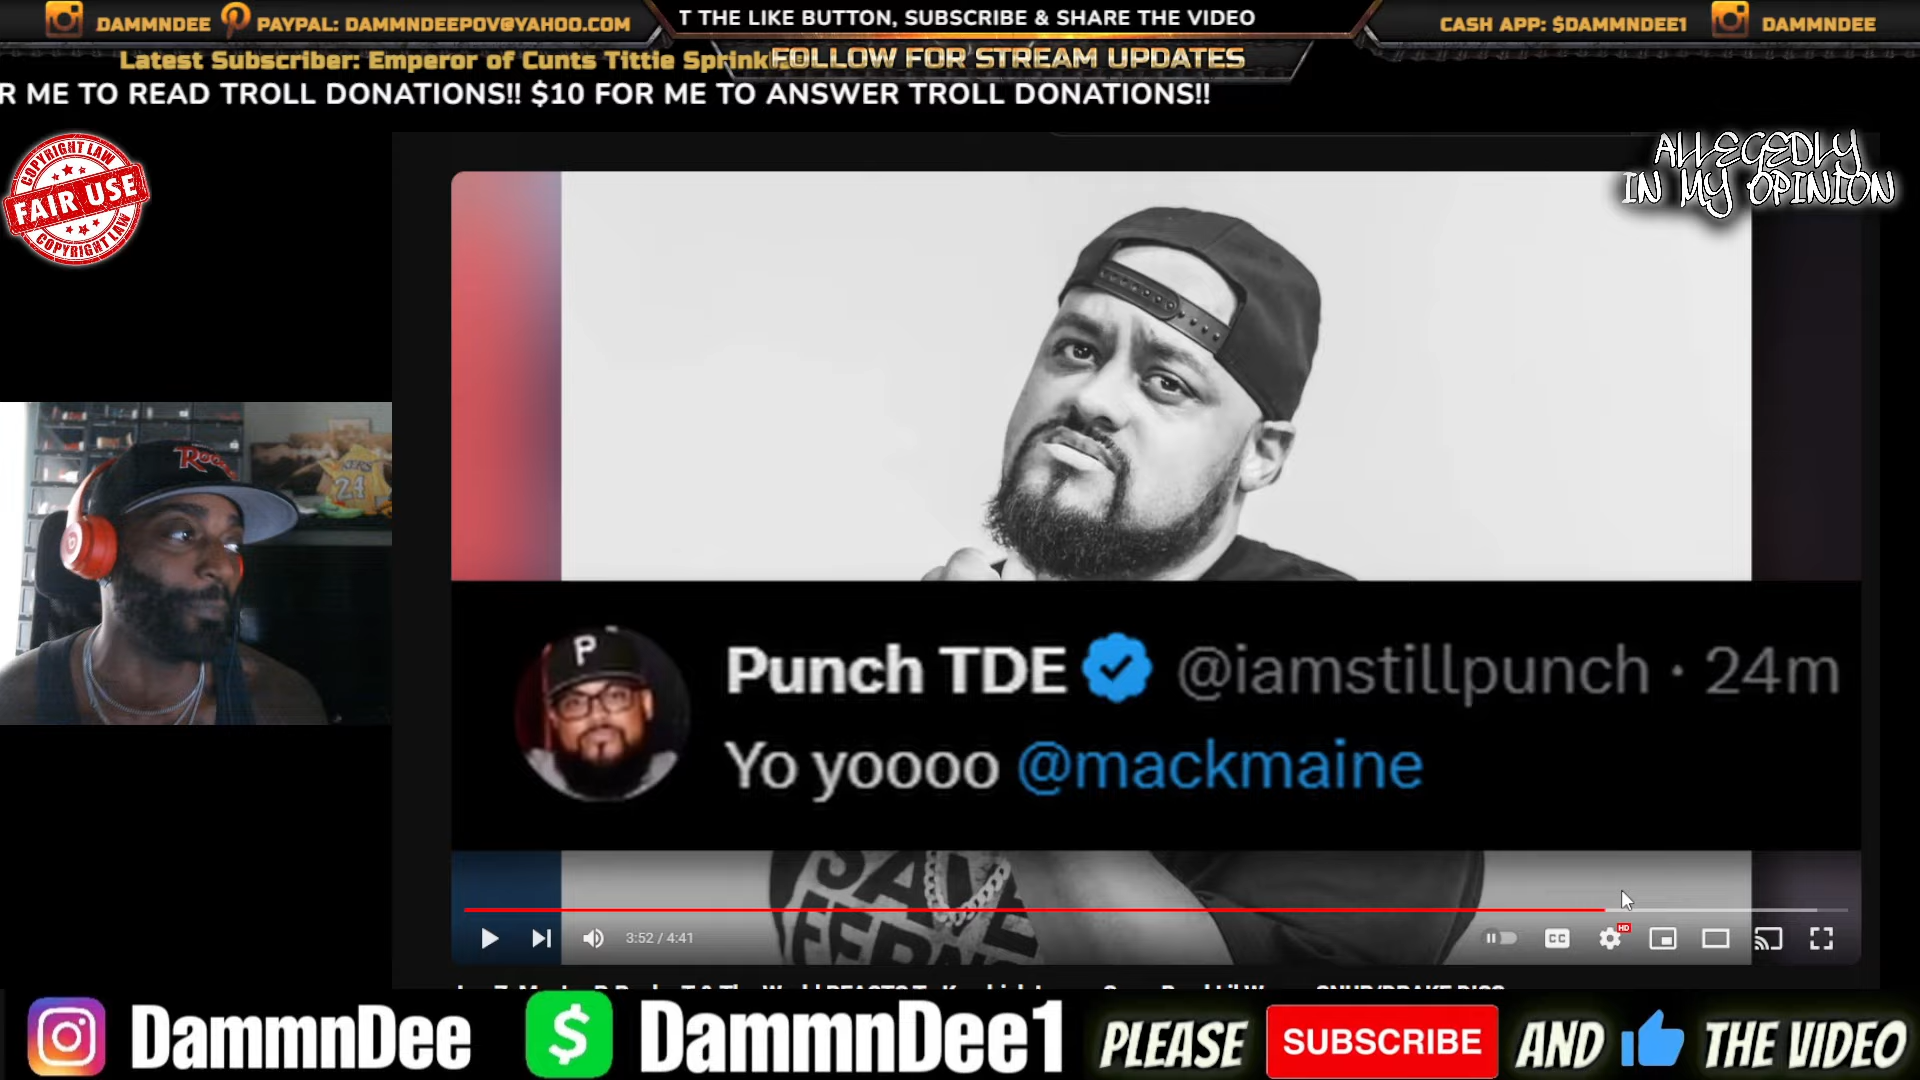 DAMMNDEE
PAYPAL: DAMMNDEEPOV@YAHOO.COM
T THE LIKE BUTTON, SUBSCRIBE & SHARE THE VIDEO
CASH APP: $DAMMNDEE1
DAMMNDEE
Latest Subscriber: Emperor of Cunts Tittie Sprink
FOLLOW FOR STREAM UPDATES
R ME TO READ TROLL DONATIONS!! $10 FOR ME TO ANSWER TROLL DONATIONS!!
COPYRIGHT LAW
FAIR USE
COPYRIGHT LAW
ALLEGEDLY
IN MY OPINION
24
P
Punch TDE @iamstillpunch · 24m
Yo yoooo @mackmaine
3:52 / 4:41
CC
HD
DammnDee
$
DammnDee1
PLEASE
SUBSCRIBE
AND
THE VIDEO